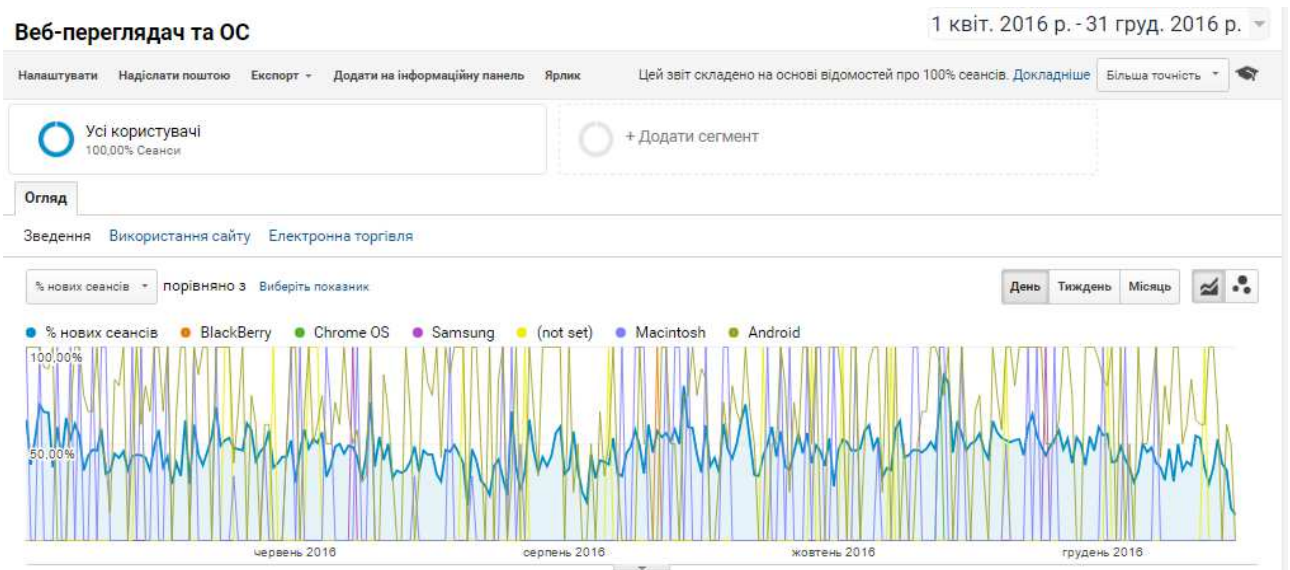 Веб-переглядач та ОС
1 квіт. 2016 р. - 31 груд. 2016 р.
Налаштувати Надіслати поштою Експорт Додати на інформаційну панель Ярлик Цей звіт складено на основі відомостей про 100% сеансів. Докладніше Більша точність
Усі користувачі
100,00% Сеанси
+ Додати сегмент
Огляд
Зведення Використання сайту Електронна торгівля
% нових сеансів порівняно з Виберіть показник День Тиждень Місяць
% нових сеансів BlackBerry Chrome OS Samsung (not set) Macintosh Android
100,00%
50,00%
червень 2016 серпень 2016 жовтень 2016 грудень 2016